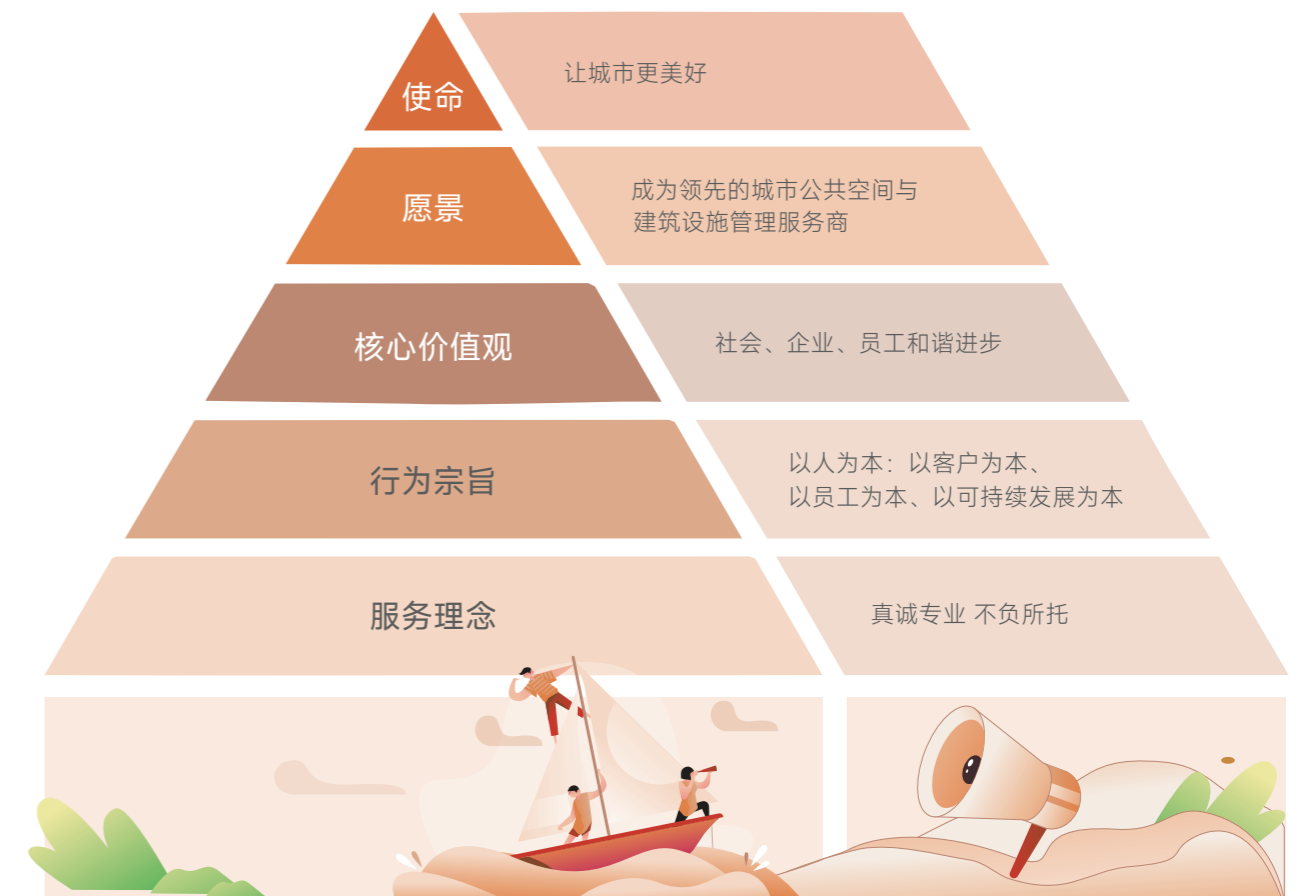 使命
让城市更美好
愿景
成为领先的城市公共空间与
建筑设施管理服务商
核心价值观
社会、企业、员工和谐进步
行为宗旨
以人为本：以客户为本、
以员工为本、以可持续发展为本
服务理念
真诚专业 不负所托